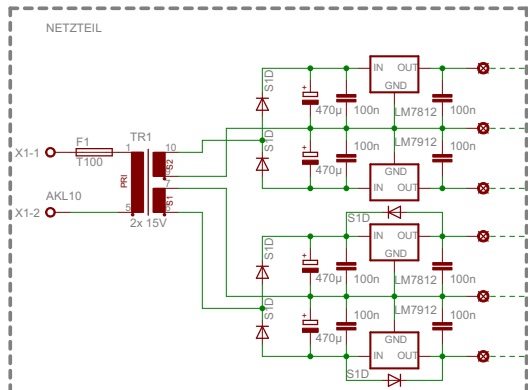 NETZTEIL
S1D
IN OUT
GND
LM7812
470µ
100n
100n
LM7912
GND
IN OUT
470µ
100n
100n
S1D
X1-1
F1
T100
TR1
1
10
S2
PRI
7
S1
5
2x 15V
AKL10
X1-2
S1D
IN OUT
GND
LM7812
S1D
470µ
100n
100n
LM7912
GND
IN OUT
S1D
470µ
100n
100n
S1D